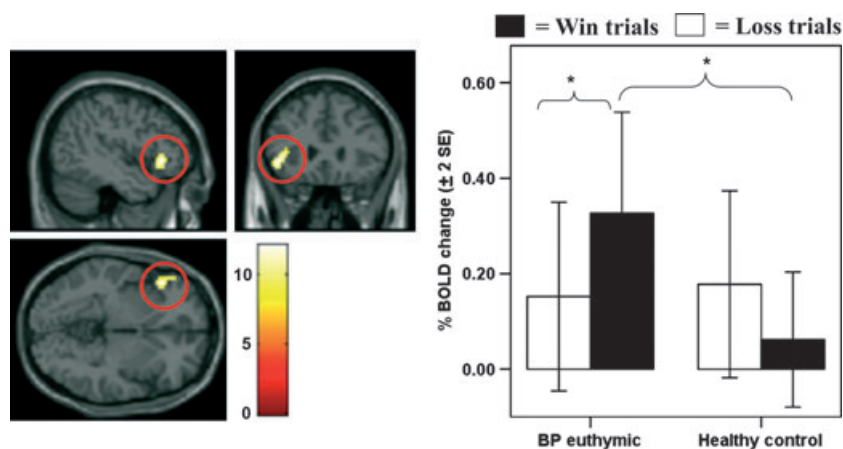 = Win trials = Loss trials
10
5
0
% BOLD change (± 2 SE)
0.60
0.40
0.20
0.00
* *
BP euthymic Healthy control